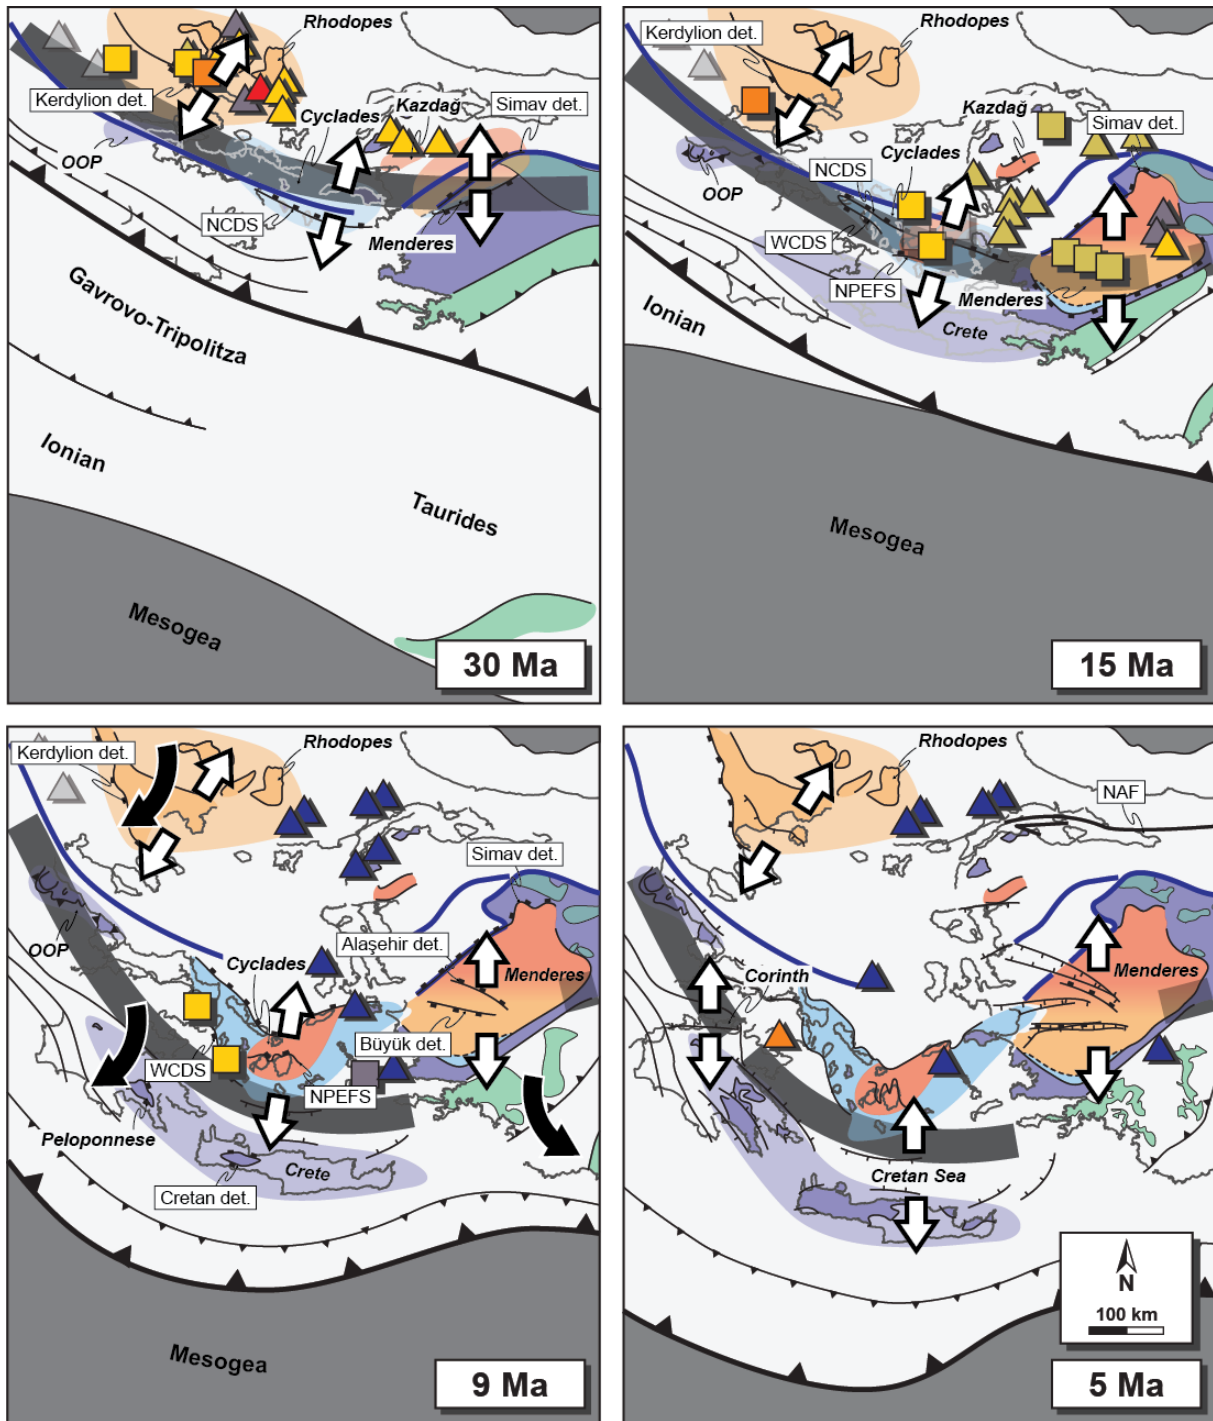 Rhodopes
Kerdylion det.
Cyclades
Kazdağ
Simav det.
OOP
NCDS
Menderes
Gavrovo-Tripolitza
Ionian
Taurides
Mesogea
30 Ma
Kerdylion det.
Rhodopes
Kazdağ
Simav det.
Cyclades
NCDS
OOP
WCDS
NPEFS
Menderes
Ionian
Crete
Mesogea
15 Ma
Kerdylion det.
Rhodopes
Simav det.
OOP
Alaşehir det.
Cyclades
Menderes
Büyük det.
WCDS
NPEFS
Peloponnese
Crete
Cretan det.
Mesogea
9 Ma
Rhodopes
NAF
Corinth
Menderes
Cretan Sea
N
100 km
5 Ma